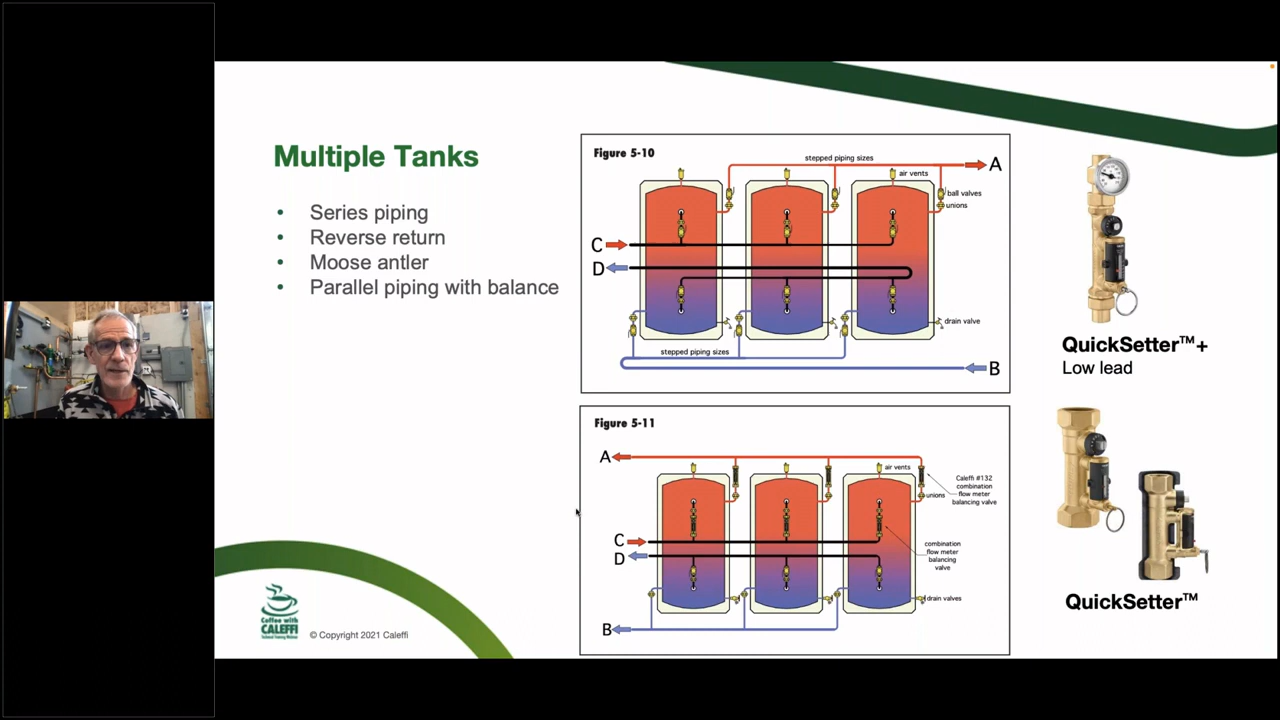 Multiple Tanks
• Series piping
• Reverse return
• Moose antler
• Parallel piping with balance
Figure 5-10
stepped piping sizes
A
air vents
ball valves
unions
C
D
drain valve
stepped piping sizes
B
Figure 5-11
A
air vents
Caleffi #132
combination
flow meter
balancing valve
unions
C
D
combination
flow meter
balancing
valve
drain valves
B
QuickSetter™+
Low lead
QuickSetter™
Coffee with
CALEFFI
© Copyright 2021 Caleffi